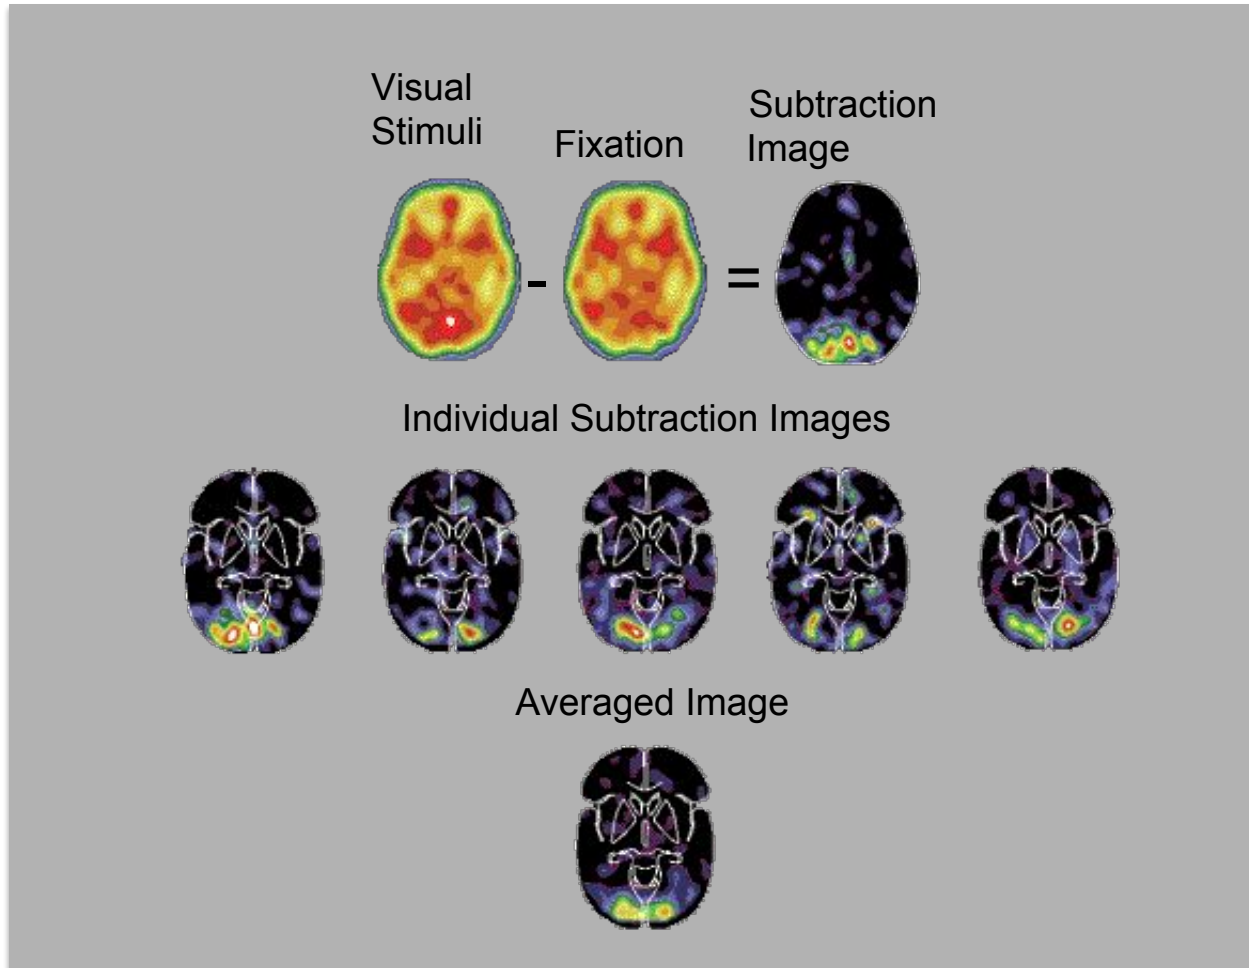 Visual
Stimuli
Fixation
Subtraction
Image
-
=
Individual Subtraction Images
Averaged Image